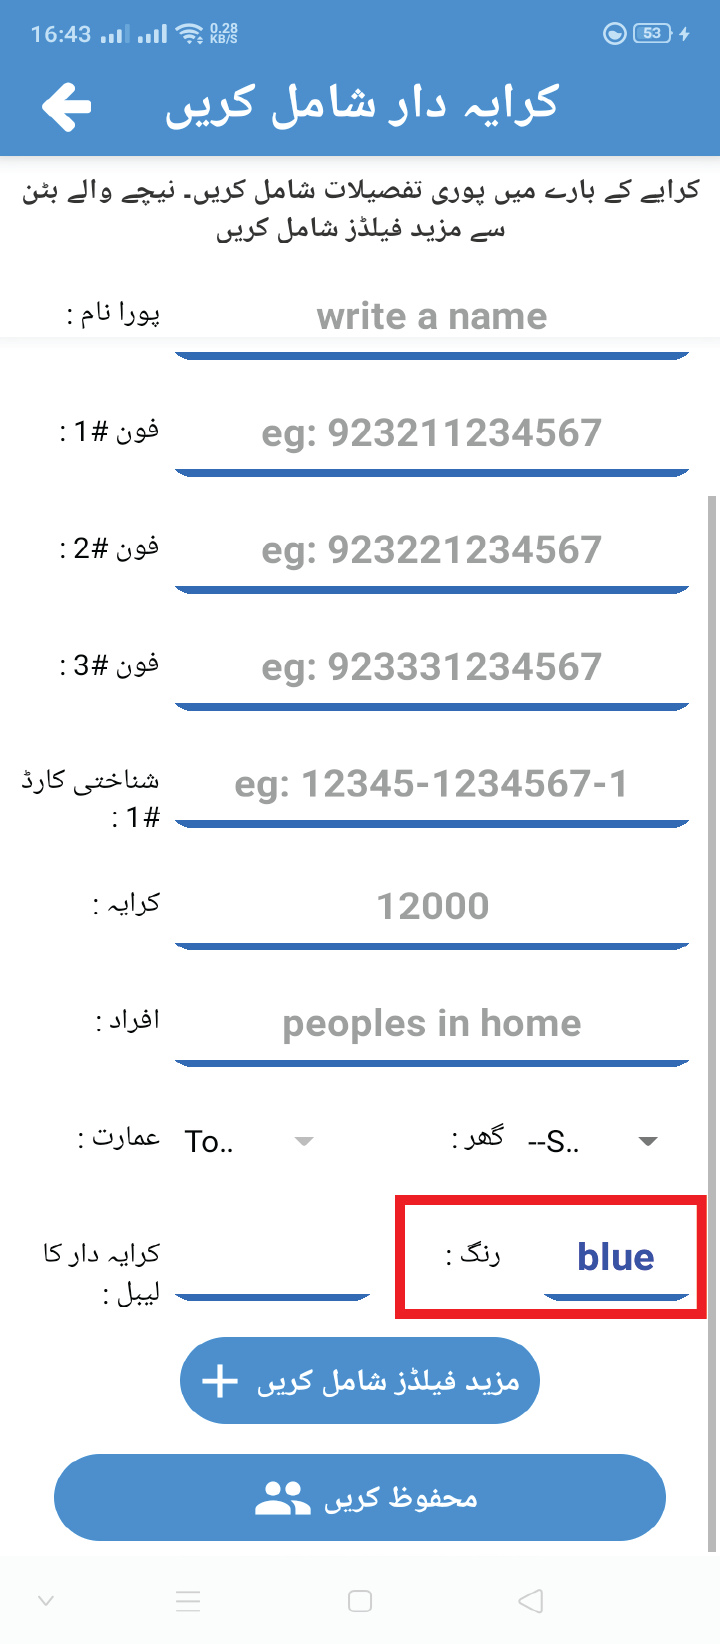 16:43 0.28 KB/S 53
کرایہ دار شامل کریں
کرایے کے بارے میں پوری تفصیلات شامل کریں۔ نیچے والے بٹن
سے مزید فیلڈز شامل کریں
پورا نام :
write a name
فون #1 :
eg: 923211234567
فون #2 :
eg: 923221234567
فون #3 :
eg: 923331234567
شناختی کارڈ
#1 :
eg: 12345-1234567-1
کرایہ :
12000
افراد :
peoples in home
عمارت :
To..
گھر :
--S..
کرایہ دار کا
لیبل :
رنگ :
blue
مزید فیلڈز شامل کریں
محفوظ کریں